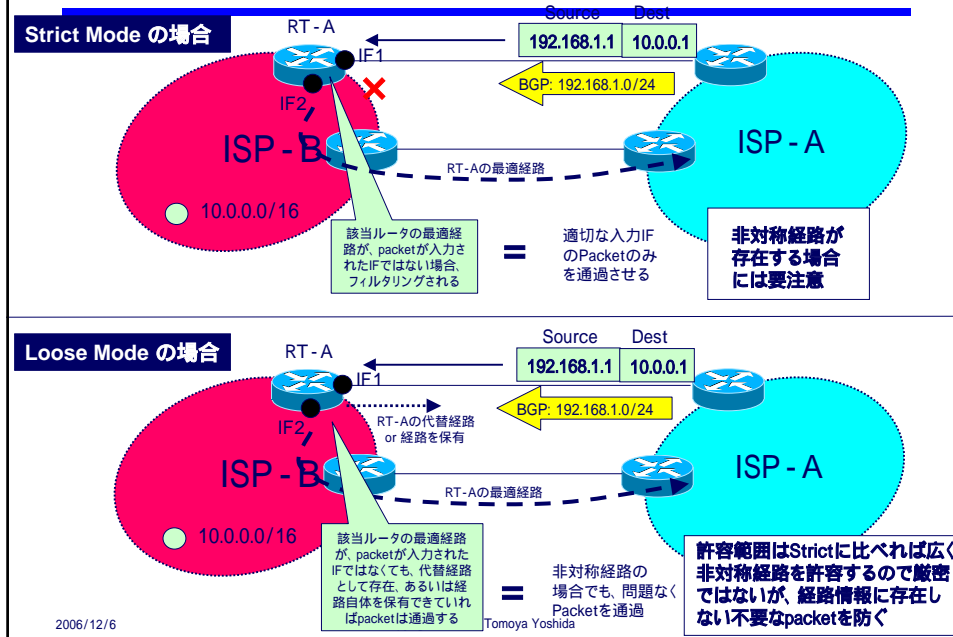 Strict Mode の場合
RT-A
Source Dest
192.168.1.1 10.0.0.1
IF1
BGP: 192.168.1.0/24
IF2
ISP-B
ISP-A
RT-Aの最適経路
10.0.0.0/16
該当ルータの最適経
路が、packetが入力さ
れたIFではない場合、
フィルタリングされる
=
適切な入力IF
のPacketのみ
を通過させる
非対称経路が
存在する場合
には要注意
Loose Mode の場合
RT-A
Source Dest
192.168.1.1 10.0.0.1
IF1
BGP: 192.168.1.0/24
RT-Aの代替経路
or 経路を保有
IF2
ISP-B
ISP-A
RT-Aの最適経路
10.0.0.0/16
該当ルータの最適経路
が、packetが入力された
IFではなくても、代替経路
として存在、あるいは経
路自体を保有できていれ
ばpacketは通過する
=
非対称経路の
場合でも、問題なく
Packetを通過
許容範囲はStrictに比べれば広く
非対称経路を許容するので厳密
ではないが、経路情報に存在し
ない不要なpacketを防ぐ
2006/12/6
Tomoya Yoshida